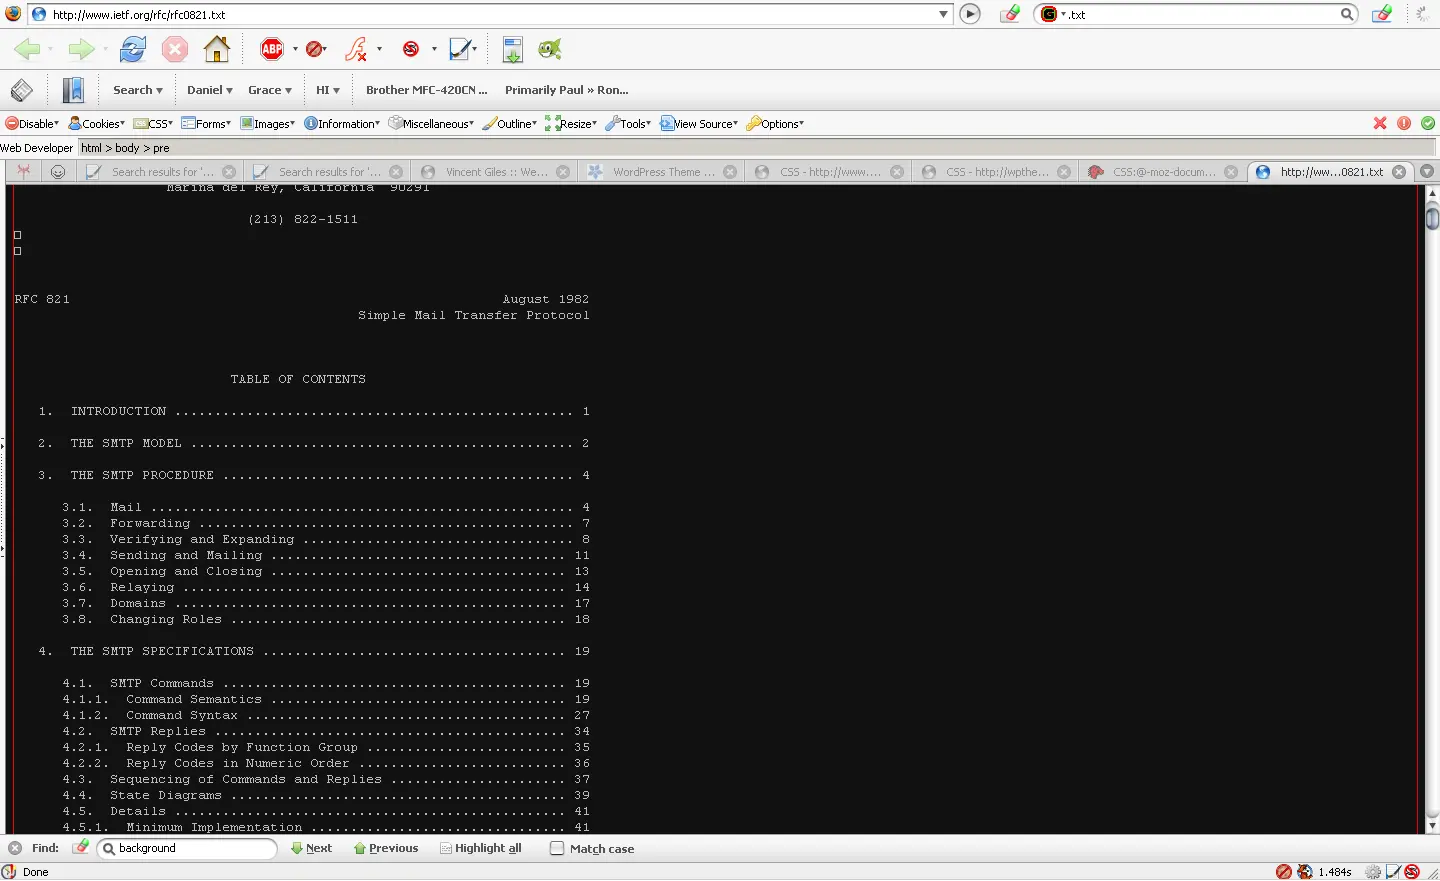 http://www.ietf.org/rfc/rfc0821.txt
.txt
ABP
Search Daniel Grace HI Brother MFC-420CN ... Primarily Paul » Ron...
Disable Cookies CSS Forms Images Information Miscellaneous Outline Resize Tools View Source Options
Web Developer html > body > pre
Search results for '... Search results for '... Vincent Giles :: We... WordPress Theme ... CSS - http://www.... CSS - http://wpthe... CSS:@-moz-docum... http://ww...0821.txt
Marina del Rey, California 90291
(213) 822-1511
RFC 821 August 1982
Simple Mail Transfer Protocol
TABLE OF CONTENTS
1. INTRODUCTION .................................................. 1
2. THE SMTP MODEL ................................................ 2
3. THE SMTP PROCEDURE ............................................ 4
3.1. Mail ..................................................... 4
3.2. Forwarding ............................................... 7
3.3. Verifying and Expanding .................................. 8
3.4. Sending and Mailing ..................................... 11
3.5. Opening and Closing ..................................... 13
3.6. Relaying ................................................ 14
3.7. Domains ................................................. 17
3.8. Changing Roles .......................................... 18
4. THE SMTP SPECIFICATIONS ...................................... 19
4.1. SMTP Commands ........................................... 19
4.1.1. Command Semantics ..................................... 19
4.1.2. Command Syntax ........................................ 27
4.2. SMTP Replies ............................................ 34
4.2.1. Reply Codes by Function Group ......................... 35
4.2.2. Reply Codes in Numeric Order .......................... 36
4.3. Sequencing of Commands and Replies ...................... 37
4.4. State Diagrams .......................................... 39
4.5. Details ................................................. 41
4.5.1. Minimum Implementation ................................ 41
Find: background Next Previous Highlight all Match case
Done 1.484s